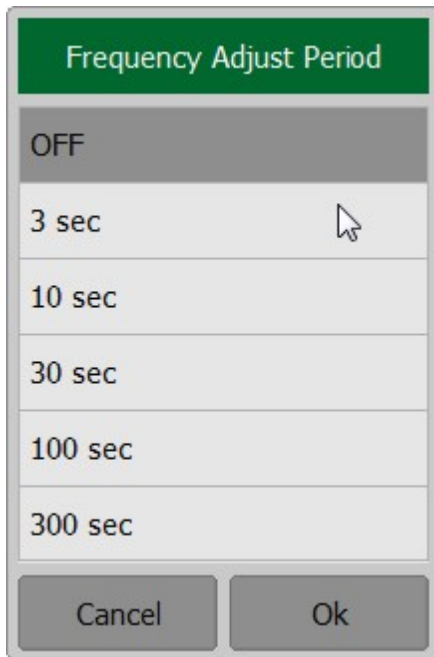 Frequency Adjust Period
OFF
3 sec
10 sec
30 sec
100 sec
300 sec
Cancel Ok